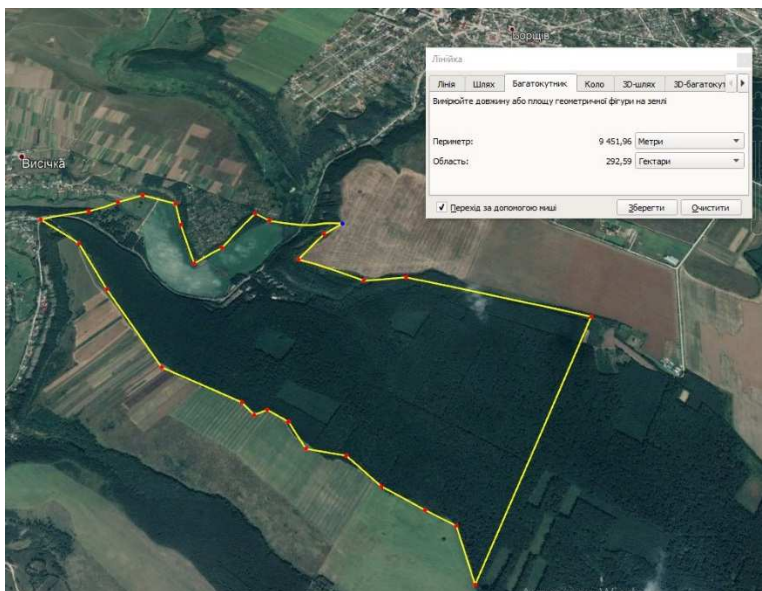 Борщів
Лінійка
Лінія Шлях Багатокутник Коло 3D-шлях 3D-багатокут
Виміряйте довжину або площу геометричної фігури на землі
Периметр: 9 451,96 Метри
Область: 292,59 Гектари
Висічка
Перехід за допомогою миші Зберегти Очистити